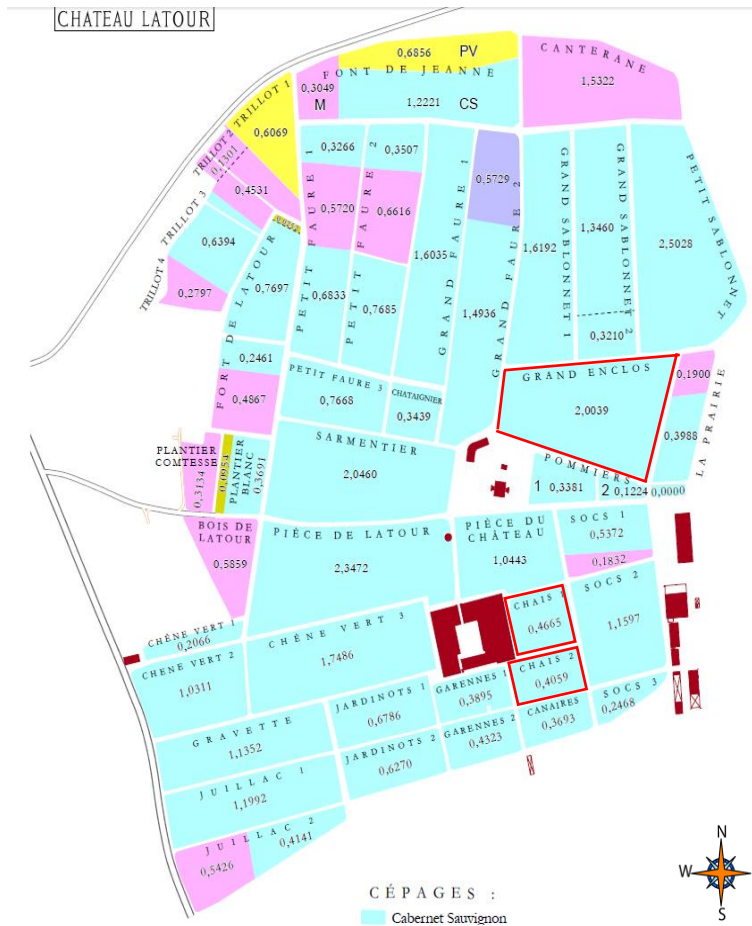 CHATEAU LATOUR
0,6856 PV
FONT DE JEANNE
0,3049
M
1,2221 CS
CANTERANE
1,5322
TRILLOT 1
0,6069
TRILLOT 2
0,1301
0,4531
TRILLOT 3
0,6394
TRILLOT 4
0,2797
PETIT FAURE 1
0,3266
0,5720
0,6833
PETIT FAURE 2
0,3507
0,6616
0,7685
GRAND FAURE 1
1,6035
GRAND FAURE 2
0,5729
1,4936
GRAND SABLONNET 1
1,6192
GRAND SABLONNET 2
1,3460
0,3210
PETIT SABLONNET
2,5028
FORT DE LATOUR
0,7697
0,2461
0,4867
PETIT FAURE 3
0,7668
CHATAIGNIER
0,3439
GRAND ENCLOS
2,0039
LA PRAIRIE
0,1900
0,3988
SARMENTIER
2,0460
PLANTIER
COMTESSE
0,3134
0,0954
PLANTIER
BLANC
0,3691
POMMIERS
1 0,3381
2 0,1224 0,0000
BOIS DE
LATOUR
0,5859
PIÈCE DE LATOUR
2,3472
PIÈCE DU
CHÂTEAU
1,0443
SOCS 1
0,5372
0,1832
SOCS 2
1,1597
CHÊNE VERT 1
0,2066
CHENE VERT 2
1,0311
CHÊNE VERT 3
1,7486
CHAIS 1
0,4665
CHAIS 2
0,4059
GRAVETTE
1,1352
JARDINOTS 1
0,6786
GARENNES 1
0,3895
CANAIRES
0,3693
SOCS 3
0,2468
JUILLAC 1
1,1992
JARDINOTS 2
0,6270
GARENNES 2
0,4323
JUILLAC 2
0,5426
0,4141
N
W
E
S
CÉPAGES :
Cabernet Sauvignon